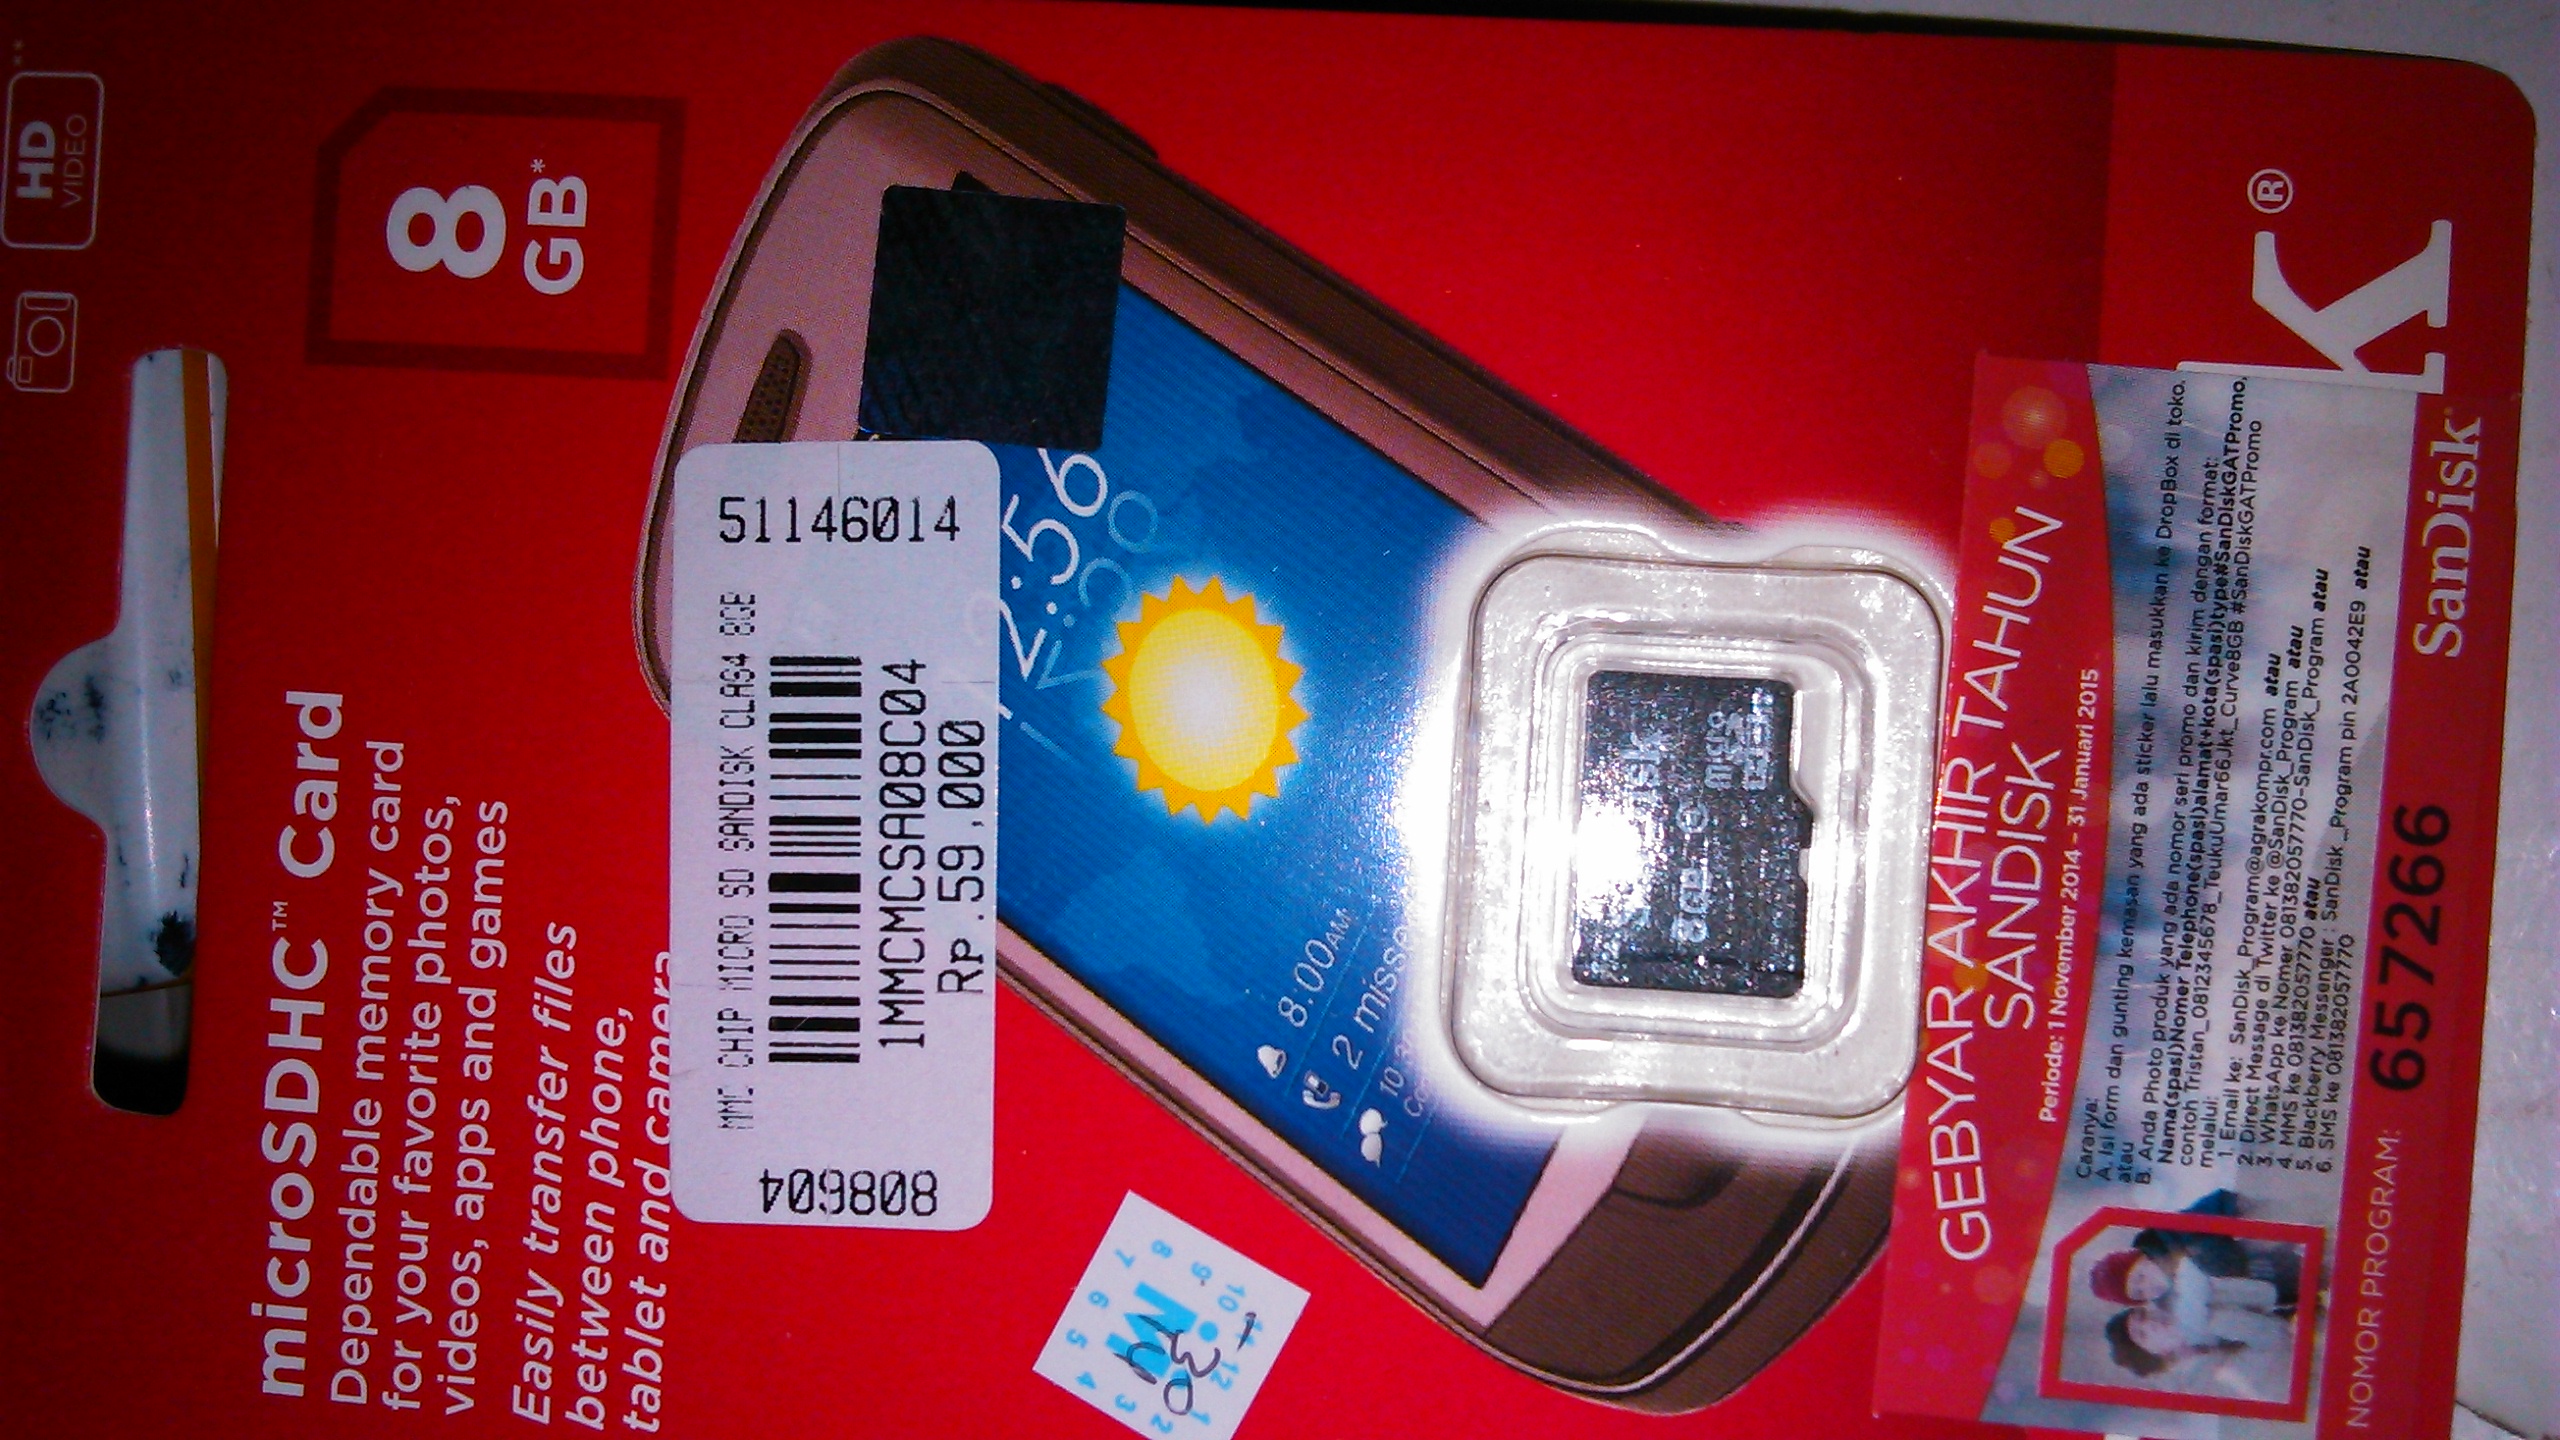 HD
VIDEO
microSDHC™ Card
Dependable memory card
for your favorite photos,
videos, apps and games
Easily transfer files
between phone,
tablet and camera
8
GB*
MMC CHIP MICRO SD SANDISK CLAS4 8GB
808604
51146014
1MMCMCSA08C04
Rp.59,000
12:56
8:00AM
2 misse
SanDisk
8GB
micro
GEBYAR AKHIR TAHUN
SANDISK
Periode: 1 November 2014 - 31 Januari 2015
Caranya:
A. Isi form dan gunting kemasan yang ada sticker lalu masukkan ke DropBox di toko.
atau
B. Anda Photo produk yang ada nomor seri promo dan kirim dengan format:
Nama(spasi)Nomer Telephone(spasi)alamat+kota(spasi)type#SanDiskGATPromo,
contoh Tristan_0812345678_TeukuUmar66Jkt_Curve8GB #SanDiskGATPromo
melalui:
1. Email ke: SanDisk_Program@agrakompr.com atau
2. Direct Message di Twitter ke @SanDisk_Program atau
3. WhatsApp ke Nomer 081382057770-SanDisk_Program atau
4. MMS ke 081382057770 atau
5. Blackberry Messenger : SanDisk _Program pin 2A0042E9 atau
6. SMS ke 081382057770
NOMOR PROGRAM: 657266
SanDisk
K®